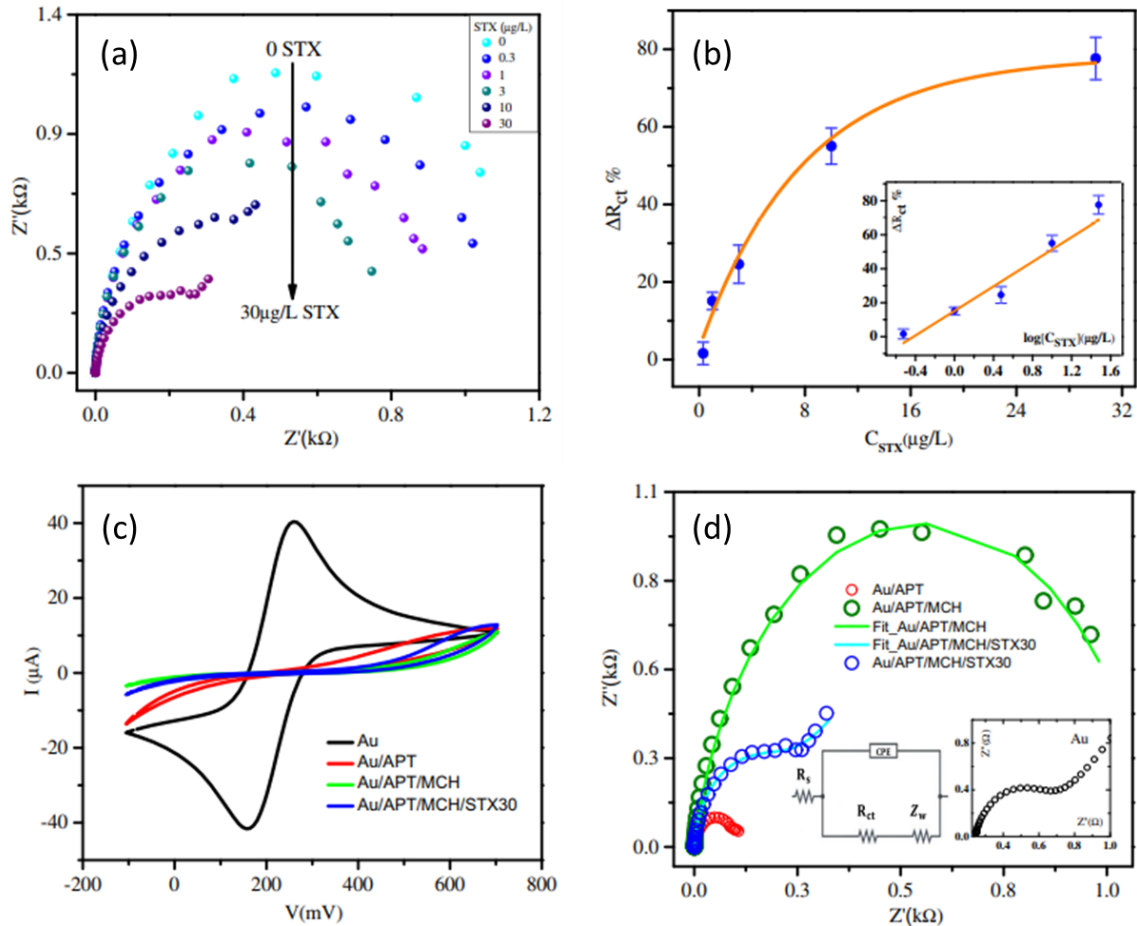 (a)
1.4
0.9
0.5
0.0
Z''(kΩ)
0.0 0.4 0.8 1.2
Z'(kΩ)
STX (µg/L)
0
0.3
1
3
10
30
0 STX
30µg/L STX
(b)
80
60
40
20
0
ΔRct %
0 8 16 24 32
CSTX(µg/L)
80
60
40
20
0
ΔRct %
-0.4 0.0 0.4 0.8 1.2 1.6
log[CSTX](µg/L)
(c)
40
20
0
-20
-40
I (µA)
-200 0 200 400 600 800
V(mV)
Au
Au/APT
Au/APT/MCH
Au/APT/MCH/STX30
(d)
1.1
0.8
0.6
0.3
0.0
Z''(kΩ)
0.0 0.3 0.5 0.8 1.0
Z'(kΩ)
Au/APT
Au/APT/MCH
Fit_Au/APT/MCH
Fit_Au/APT/MCH/STX30
Au/APT/MCH/STX30
CPE
Rs
Rct Zw
0.8
0.4
0.0
Z''(Ω)
Au
Z'(Ω)
0.4 0.6 0.8 1.0